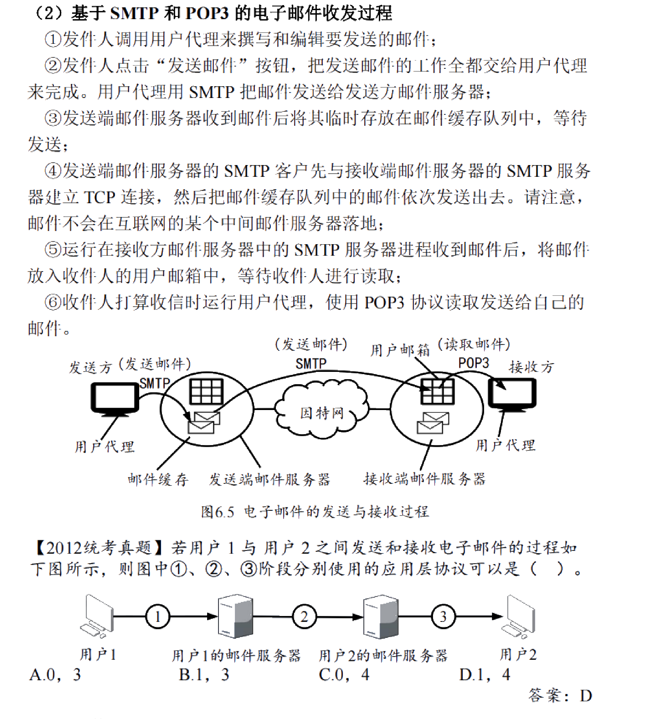 （2）基于 SMTP 和 POP3 的电子邮件收发过程
①发件人调用用户代理来撰写和编辑要发送的邮件；
②发件人点击“发送邮件”按钮，把发送邮件的工作全都交给用户代理
来完成。用户代理用 SMTP 把邮件发送给发送方邮件服务器；
③发送端邮件服务器收到邮件后将其临时存放在邮件缓存队列中，等待
发送；
④发送端邮件服务器的 SMTP 客户先与接收端邮件服务器的 SMTP 服务
器建立 TCP 连接，然后把邮件缓存队列中的邮件依次发送出去。请注意，
邮件不会在互联网的某个中间邮件服务器落地；
⑤运行在接收方邮件服务器中的 SMTP 服务器进程收到邮件后，将邮件
放入收件人的用户邮箱中，等待收件人进行读取；
⑥收件人打算收信时运行用户代理，使用 POP3 协议读取发送给自己的
邮件。
(发送邮件) 用户邮箱 (读取邮件)
发送方 (发送邮件) SMTP POP3 接收方
SMTP
因特网
用户代理 用户代理
邮件缓存 发送端邮件服务器 接收端邮件服务器
图6.5 电子邮件的发送与接收过程
【2012统考真题】若用户 1 与 用户 2 之间发送和接收电子邮件的过程如
下图所示，则图中①、②、③阶段分别使用的应用层协议可以是（ ）。
1 2 3
用户1 用户1的邮件服务器 用户2的邮件服务器 用户2
A.0，3 B.1，3 C.0，4 D.1，4
答案：D